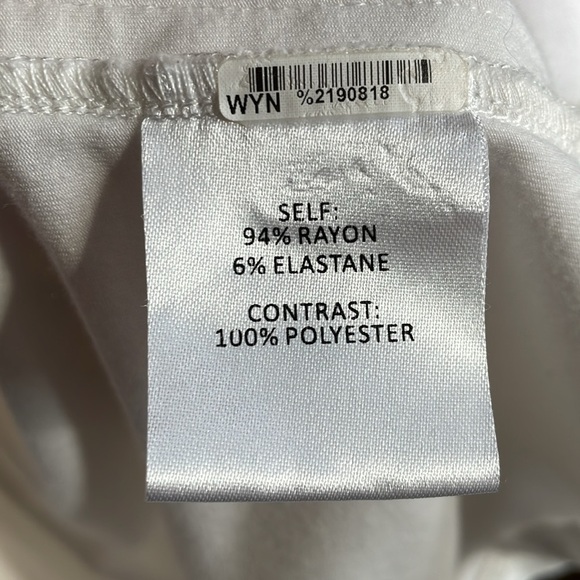 WYN %2190818
SELF:
94% RAYON
6% ELASTANE
CONTRAST:
100% POLYESTER